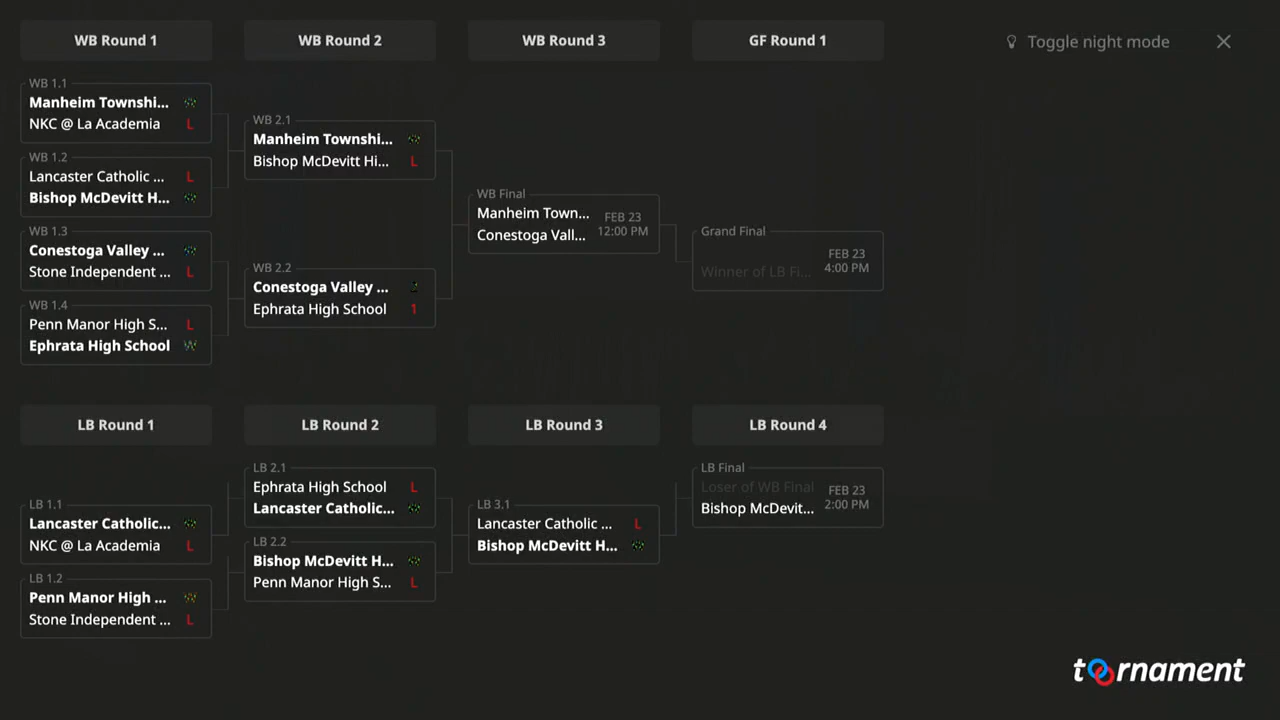 WB Round 1
WB Round 2
WB Round 3
GF Round 1
Toggle night mode
WB 1.1
Manheim Townshi...
NKC @ La Academia L
WB 1.2
Lancaster Catholic ... L
Bishop McDevitt H...
WB 1.3
Conestoga Valley ...
Stone Independent ... L
WB 1.4
Penn Manor High S... L
Ephrata High School
WB 2.1
Manheim Townshi...
Bishop McDevitt Hi... L
WB 2.2
Conestoga Valley ...
Ephrata High School 1
WB Final
Manheim Town...
Conestoga Vall...
FEB 23
12:00 PM
Grand Final
Winner of LB Fi...
FEB 23
4:00 PM
LB Round 1
LB Round 2
LB Round 3
LB Round 4
LB 1.1
Lancaster Catholic...
NKC @ La Academia L
LB 1.2
Penn Manor High ...
Stone Independent ... L
LB 2.1
Ephrata High School L
Lancaster Catholic...
LB 2.2
Bishop McDevitt H...
Penn Manor High S... L
LB 3.1
Lancaster Catholic ... L
Bishop McDevitt H...
LB Final
Loser of WB Final
Bishop McDevit...
FEB 23
2:00 PM
toornament